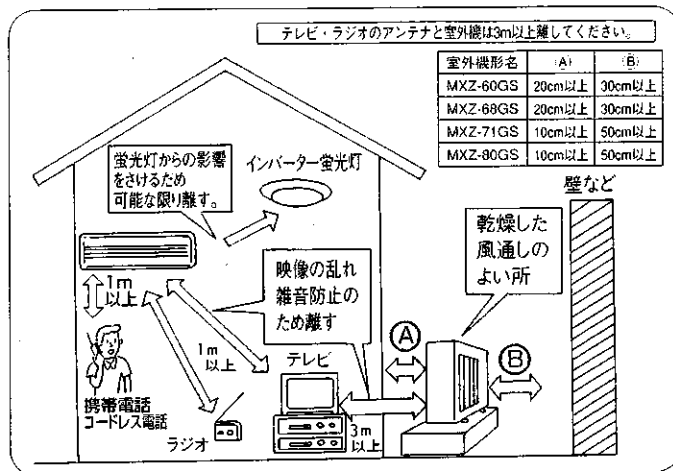 テレビ・ラジオのアンテナと室外機は3m以上離してください。
室外機形名 (A) (B)
MXZ-60GS 20cm以上 30cm以上
MXZ-68GS 20cm以上 30cm以上
MXZ-71GS 10cm以上 50cm以上
MXZ-80GS 10cm以上 50cm以上
蛍光灯からの影響
をさけるため
可能な限り離す。
インバーター蛍光灯
壁など
乾燥した
風通しの
よい所
映像の乱れ
雑音防止の
ため離す
1m
以上
1m
以上
携帯電話
コードレス電話
ラジオ
テレビ
3m
以上
A
B